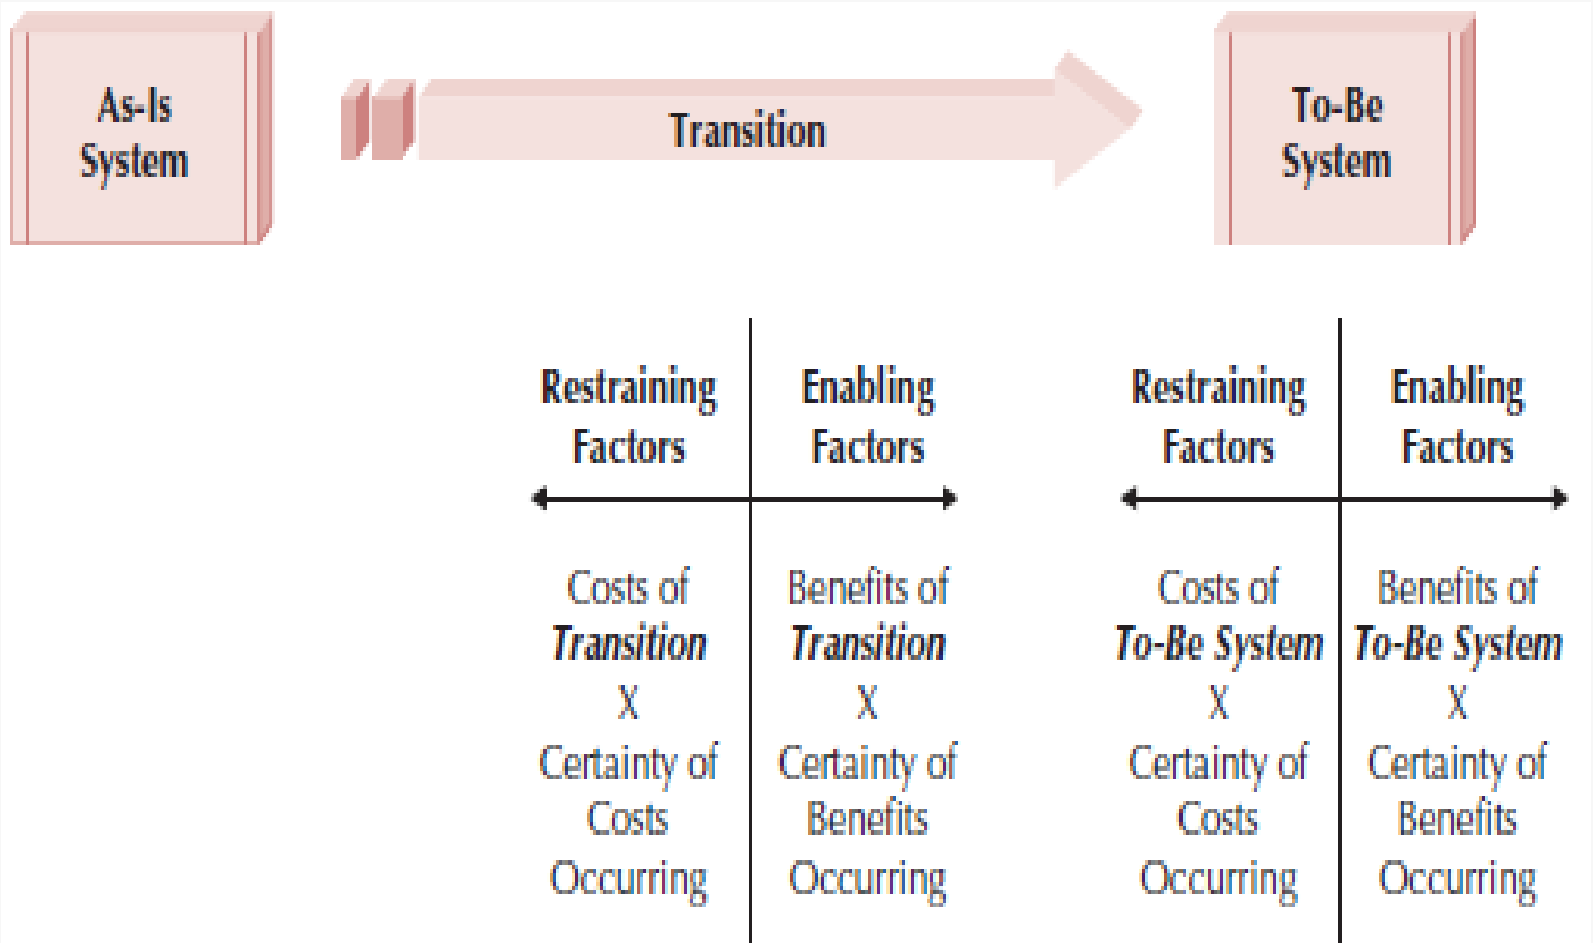 As-Is
System
Transition
To-Be
System
Restraining
Factors
Enabling
Factors
Restraining
Factors
Enabling
Factors
Costs of
Transition
X
Certainty of
Costs
Occurring
Benefits of
Transition
X
Certainty of
Benefits
Occurring
Costs of
To-Be System
X
Certainty of
Costs
Occurring
Benefits of
To-Be System
X
Certainty of
Benefits
Occurring